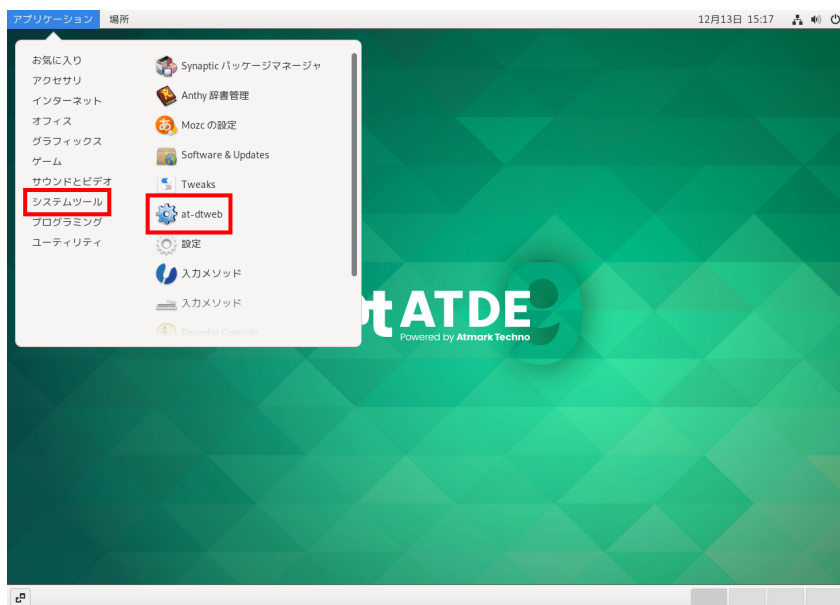 アプリケーション 場所 12月13日 15:17
お気に入り
アクセサリ
インターネット
オフィス
グラフィックス
ゲーム
サウンドとビデオ
システムツール
プログラミング
ユーティリティ
Synaptic パッケージマネージャ
Anthy 辞書管理
Mozc の設定
Software & Updates
Tweaks
at-dtweb
設定
入力メソッド
入力メソッド
Parental Controls
t ATDE 9
Powered by Atmark Techno